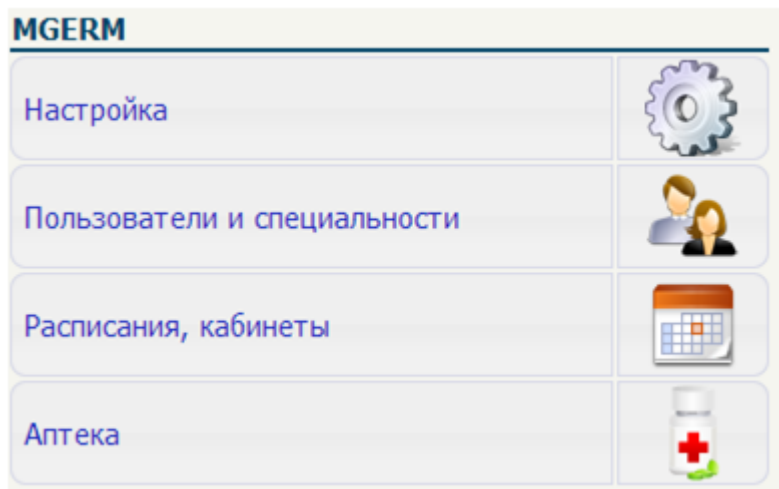 MGERM
Настройка
Пользователи и специальности
Расписания, кабинеты
Аптека